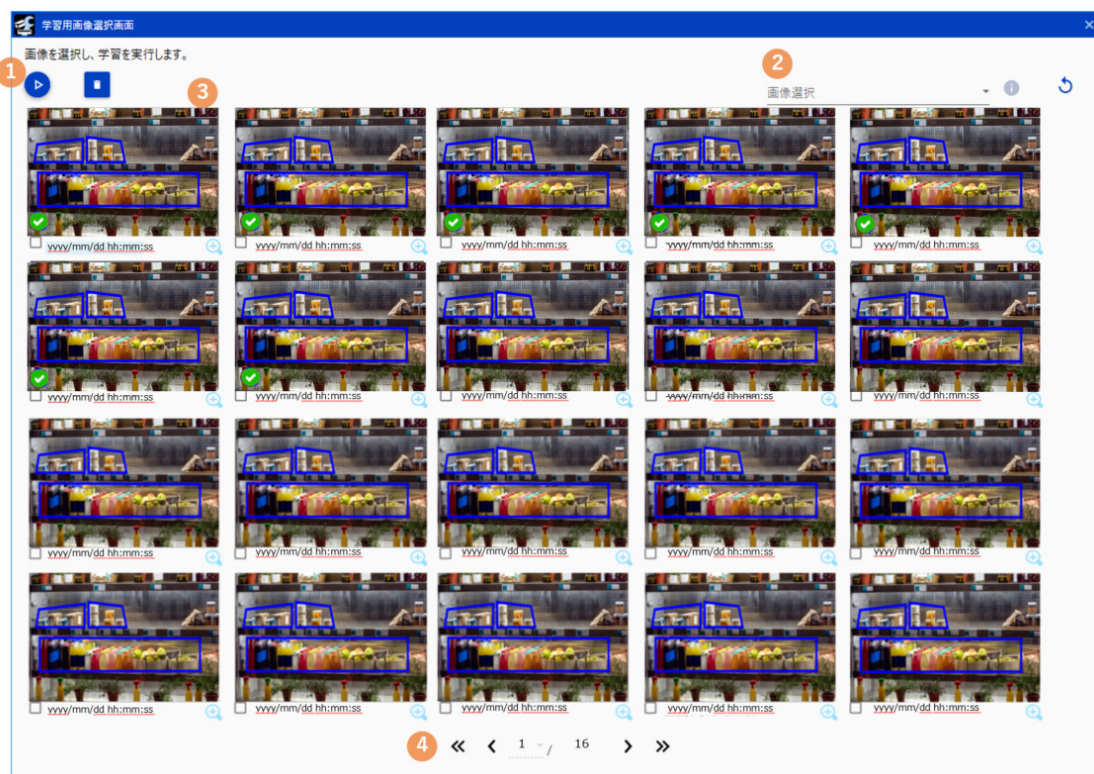 学習用画像選択画面
画像を選択し、学習を実行します。
1
2
画像選択
3
yyyy/mm/dd hh:mm:ss yyyy/mm/dd hh:mm:ss yyyy/mm/dd hh:mm:ss yyyy/mm/dd hh:mm:ss yyyy/mm/dd hh:mm:ss
yyyy/mm/dd hh:mm:ss yyyy/mm/dd hh:mm:ss yyyy/mm/dd hh:mm:ss yyyy/mm/dd hh:mm:ss yyyy/mm/dd hh:mm:ss
yyyy/mm/dd hh:mm:ss yyyy/mm/dd hh:mm:ss yyyy/mm/dd hh:mm:ss yyyy/mm/dd hh:mm:ss yyyy/mm/dd hh:mm:ss
yyyy/mm/dd hh:mm:ss yyyy/mm/dd hh:mm:ss yyyy/mm/dd hh:mm:ss yyyy/mm/dd hh:mm:ss yyyy/mm/dd hh:mm:ss
4 « ‹ 1 / 16 › »